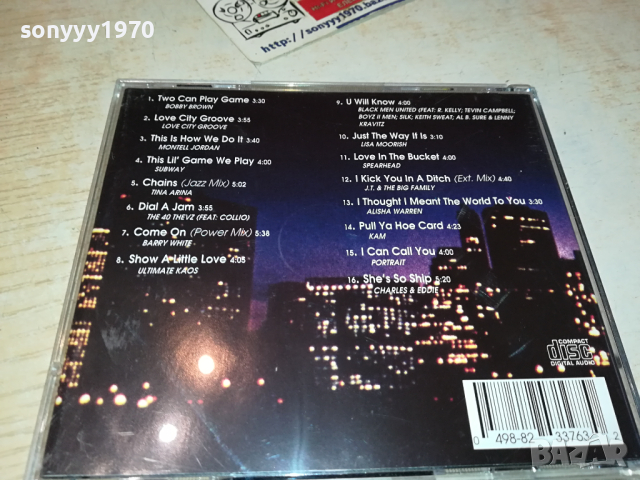 sonyyy1970
http://sonyyy1970.baz
1. Two Can Play Game 3:30
BOBBY BROWN
2. Love City Groove 3:55
LOVE CITY GROOVE
3. This Is How We Do It 3:40
MONTELL JORDAN
4. This Lil' Game We Play 4:00
SUBWAY
5. Chains (Jazz Mix) 5:02
TINA ARINA
6. Dial A Jam 3:55
THE 40 THEVZ (FEAT: COLLIO)
7. Come On (Power Mix) 5:38
BARRY WHITE
8. Show A Little Love 4:05
ULTIMATE KAOS
9. U Will Know 4:00
BLACK MEN UNITED (FEAT: R. KELLY; TEVIN CAMPBELL;
BOYZ II MEN; SILK; KEITH SWEAT; AL B. SURE & LENNY
KRAVITZ
10. Just The Way It Is 3:10
LISA MOORISH
11. Love In The Bucket 4:00
SPEARHEAD
12. I Kick You In A Ditch (Ext. Mix) 4:40
J.T. & THE BIG FAMILY
13. I Thought I Meant The World To You 3:30
ALISHA WARREN
14. Pull Ya Hoe Card 4:23
KAM
15. I Can Call You 4:05
PORTRAIT
16. She's So Ship 5:20
CHARLES & EDDIE
COMPACT
disc
DIGITAL AUDIO
0 498-82 33763 2
BAZAR